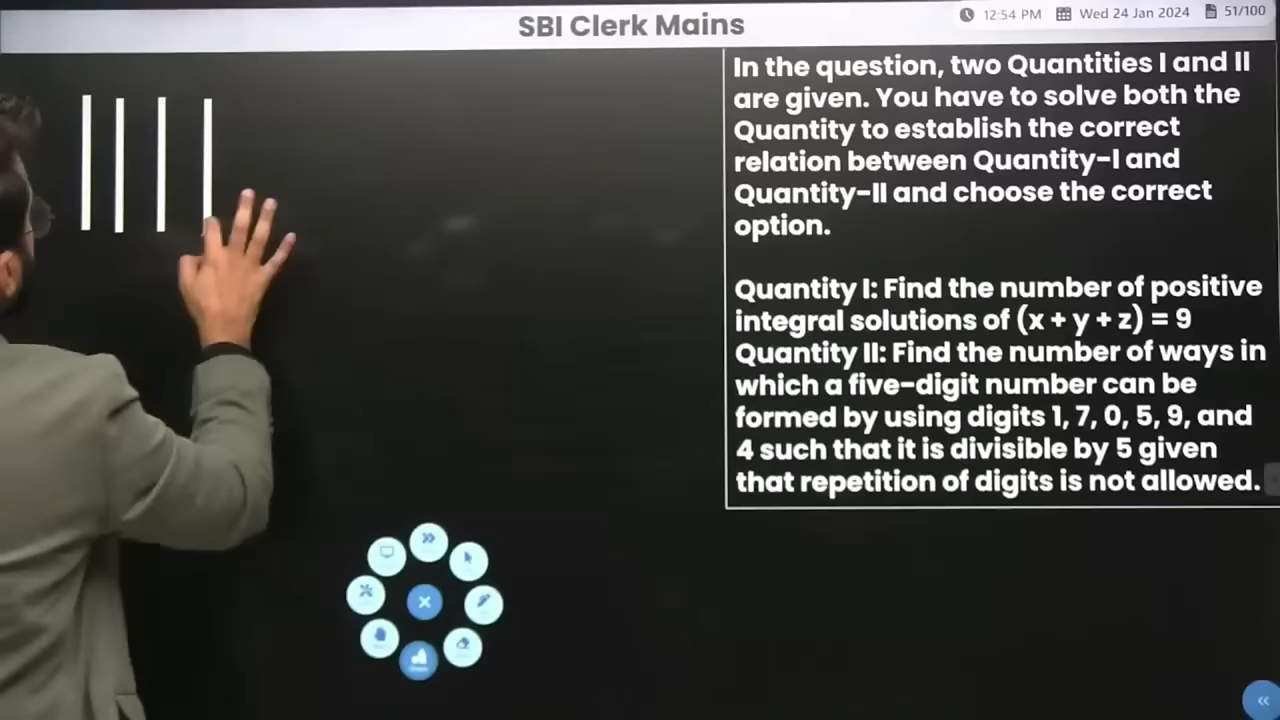 SBI Clerk Mains
12:54 PM Wed 24 Jan 2024 51/100
In the question, two Quantities I and II
are given. You have to solve both the
Quantity to establish the correct
relation between Quantity-I and
Quantity-II and choose the correct
option.
Quantity I: Find the number of positive
integral solutions of (x + y + z) = 9
Quantity II: Find the number of ways in
which a five-digit number can be
formed by using digits 1, 7, 0, 5, 9, and
4 such that it is divisible by 5 given
that repetition of digits is not allowed.